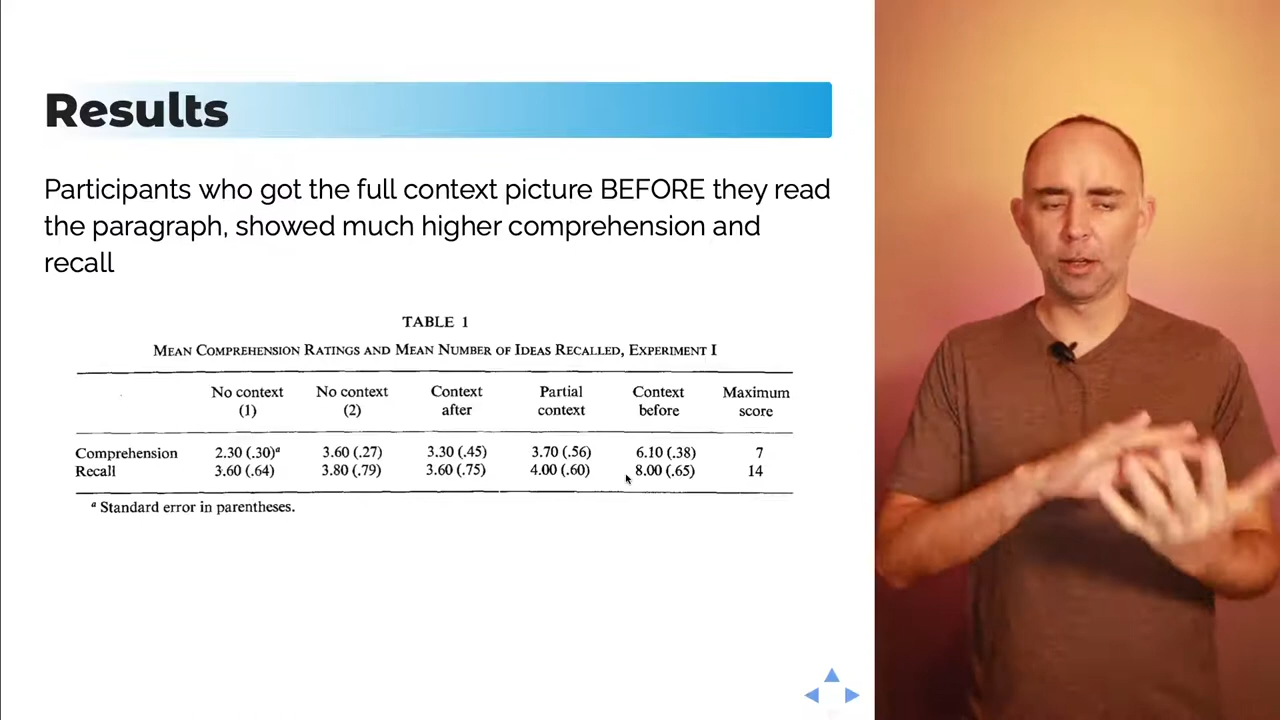 Results
Participants who got the full context picture BEFORE they read
the paragraph, showed much higher comprehension and
recall
TABLE 1
MEAN COMPREHENSION RATINGS AND MEAN NUMBER OF IDEAS RECALLED, EXPERIMENT I
No context (1) No context (2) Context after Partial context Context before Maximum score
Comprehension 2.30 (.30)a 3.60 (.27) 3.30 (.45) 3.70 (.56) 6.10 (.38) 7
Recall 3.60 (.64) 3.80 (.79) 3.60 (.75) 4.00 (.60) 8.00 (.65) 14
a Standard error in parentheses.